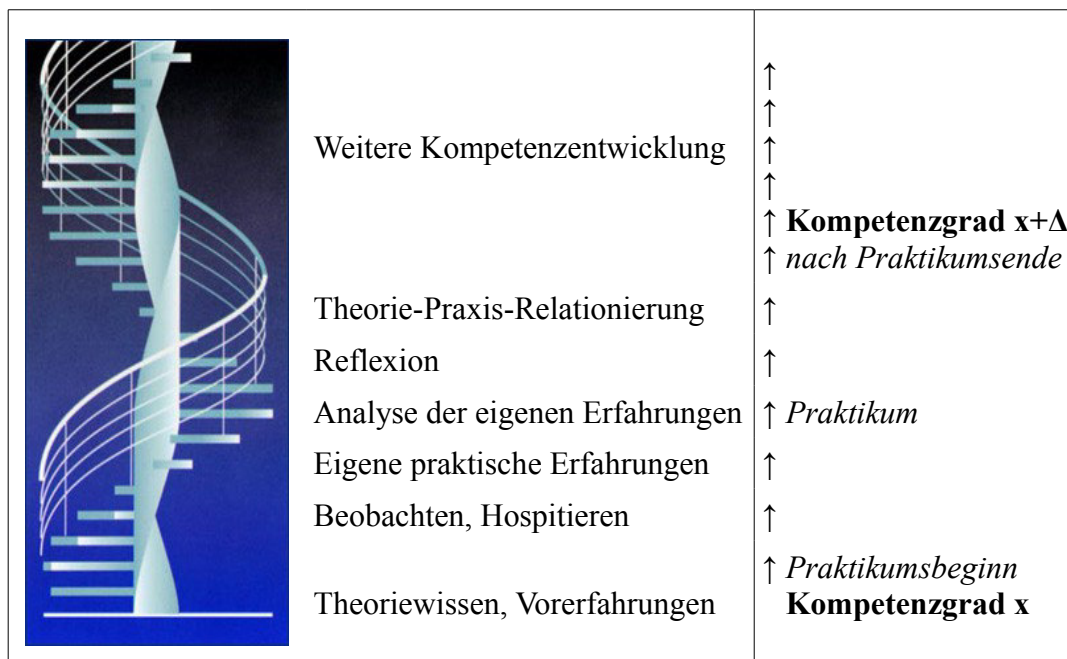 ↑
↑
Weitere Kompetenzentwicklung ↑
↑
↑ Kompetenzgrad x+Δ
↑ nach Praktikumsende
Theorie-Praxis-Relationierung ↑
Reflexion ↑
Analyse der eigenen Erfahrungen ↑ Praktikum
Eigene praktische Erfahrungen ↑
Beobachten, Hospitieren ↑
↑ Praktikumsbeginn
Theoriewissen, Vorerfahrungen Kompetenzgrad x